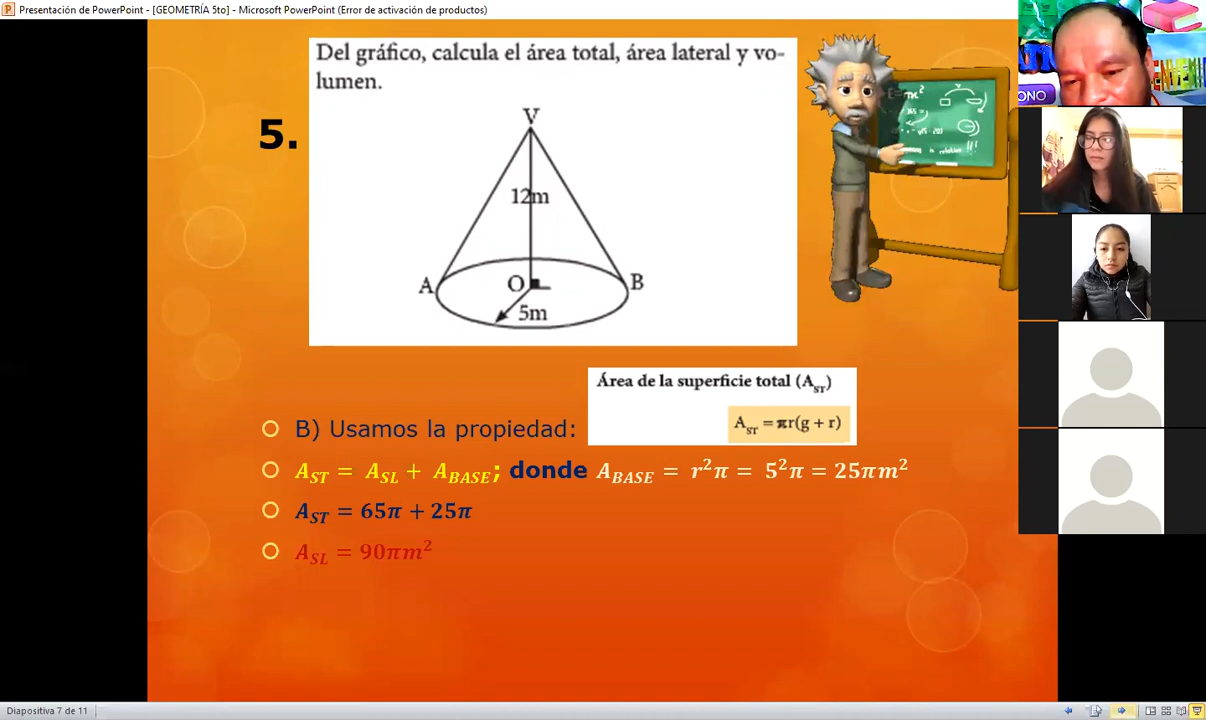 Presentación de PowerPoint - [GEOMETRÍA 5to] - Microsoft PowerPoint (Error de activación de productos)
Del gráfico, calcula el área total, área lateral y vo-
lumen.
5.
V
12m
A
O
B
5m
E=mc²
ONO
Área de la superficie total (A_ST)
A_ST = πr(g + r)
B) Usamos la propiedad:
A_ST = A_SL + A_BASE; donde A_BASE = r²π = 5²π = 25πm²
A_ST = 65π + 25π
A_SL = 90πm²
Diapositiva 7 de 11